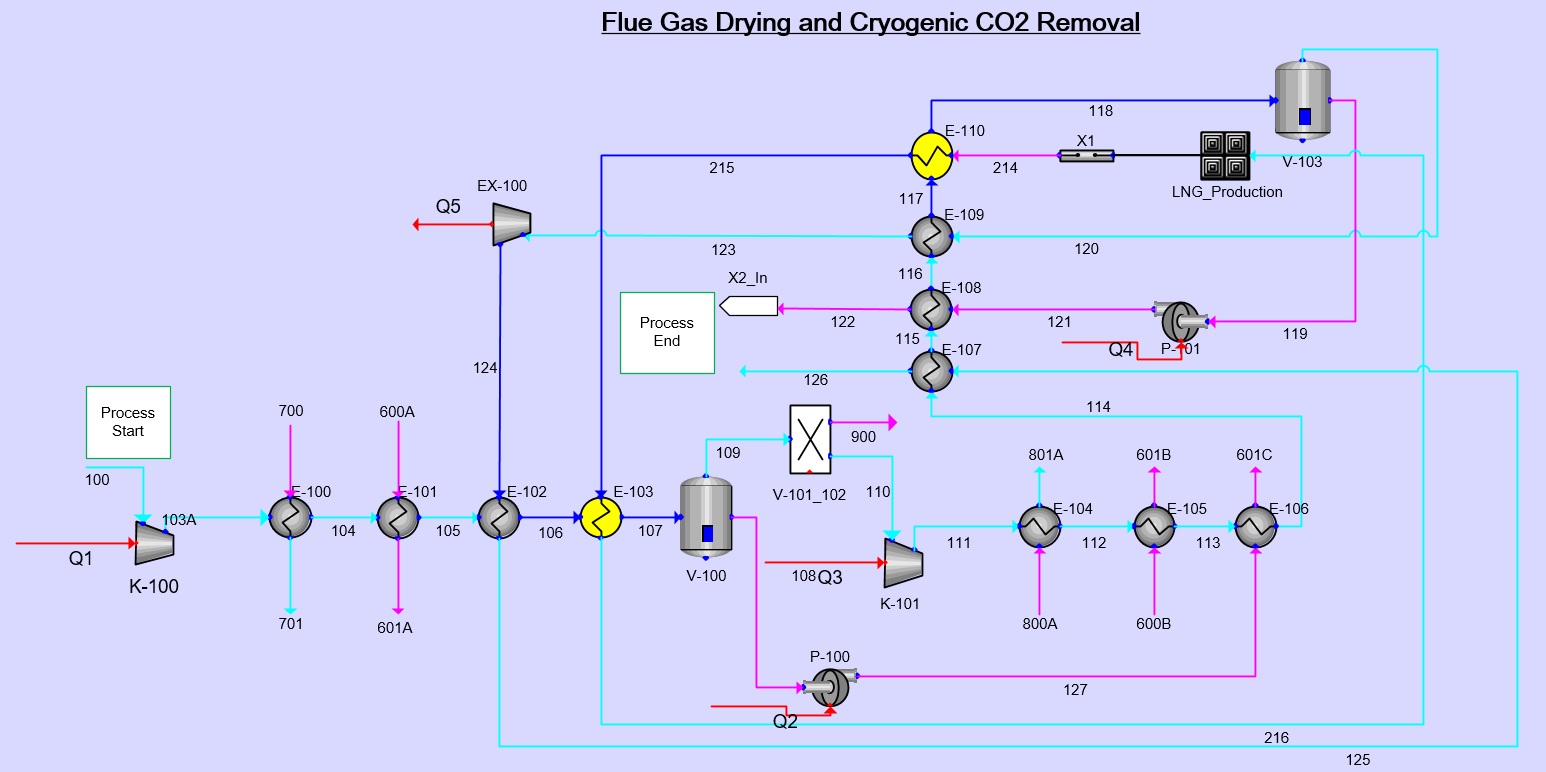 Flue Gas Drying and Cryogenic CO2 Removal
118
E-110
X1
V-103
215
214
LNG_Production
EX-100
117
Q5
E-109
123
120
116
X2_In
E-108
Process
End
122
121
119
115
Q4
P-101
E-107
124
126
114
Process
Start
700
600A
900
109
801A
601B
601C
100
E-100
E-101
E-102
E-103
V-101_102
110
103A
104
105
106
107
E-104
E-105
E-106
111
112
113
Q1
K-100
V-100
108
Q3
K-101
701
601A
800A
600B
P-100
127
Q2
216
125